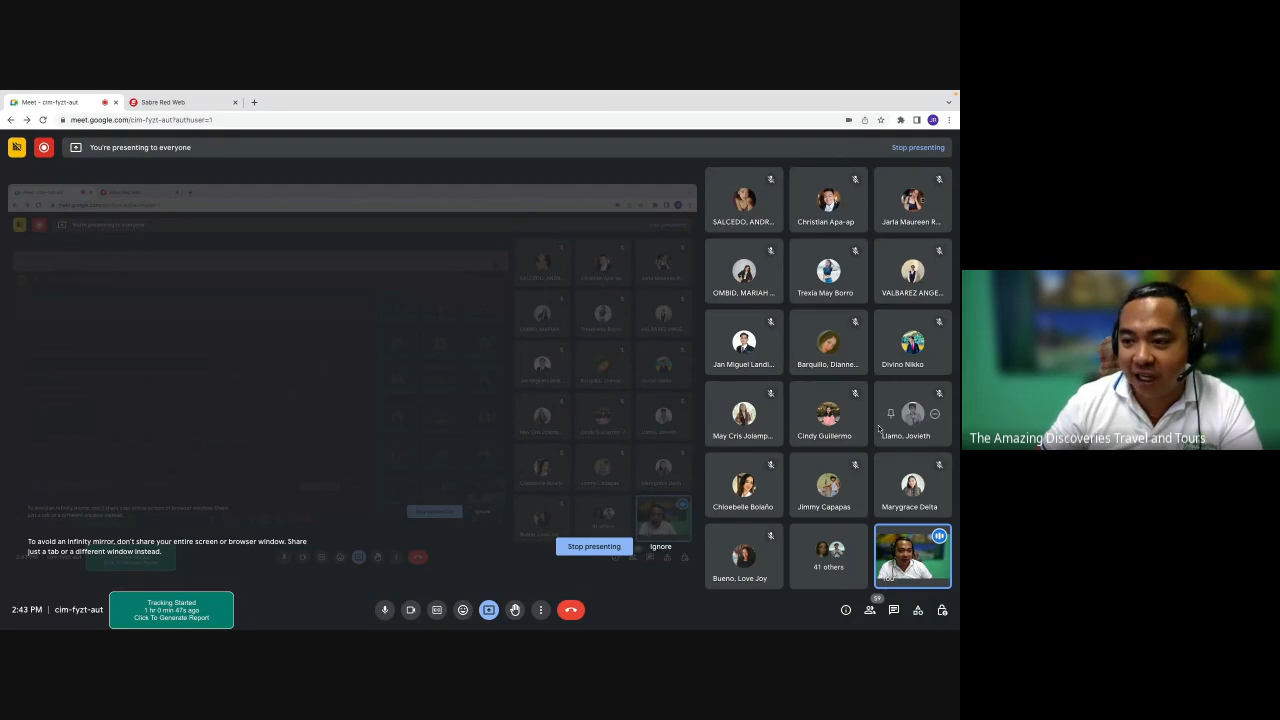 Meet - cim-fyzt-aut
Sabre Red Web
meet.google.com/cim-fyzt-aut?authuser=1
JR
You're presenting to everyone
Stop presenting
SALCEDO, ANDR...
Christian Apa-ap
Jarla Maureen R...
OMBID, MARIAH ...
Trexia May Borro
VALBAREZ ANGE...
Jan Miguel Landi...
Barquillo, Dianne...
Divino Nikko
May Cris Jolamp...
Cindy Guillermo
Llamo, Jovieth
The Amazing Discoveries Travel and Tours
Chloebelle Bolaño
Jimmy Capapas
Marygrace Deita
To avoid an infinity mirror, don't share your entire screen or browser window. Share
just a tab or a different window instead.
Stop presenting
Ignore
Bueno, Love Joy
41 others
You
2:43 PM | cim-fyzt-aut
Tracking Started
1 hr 0 min 47s ago
Click To Generate Report
59